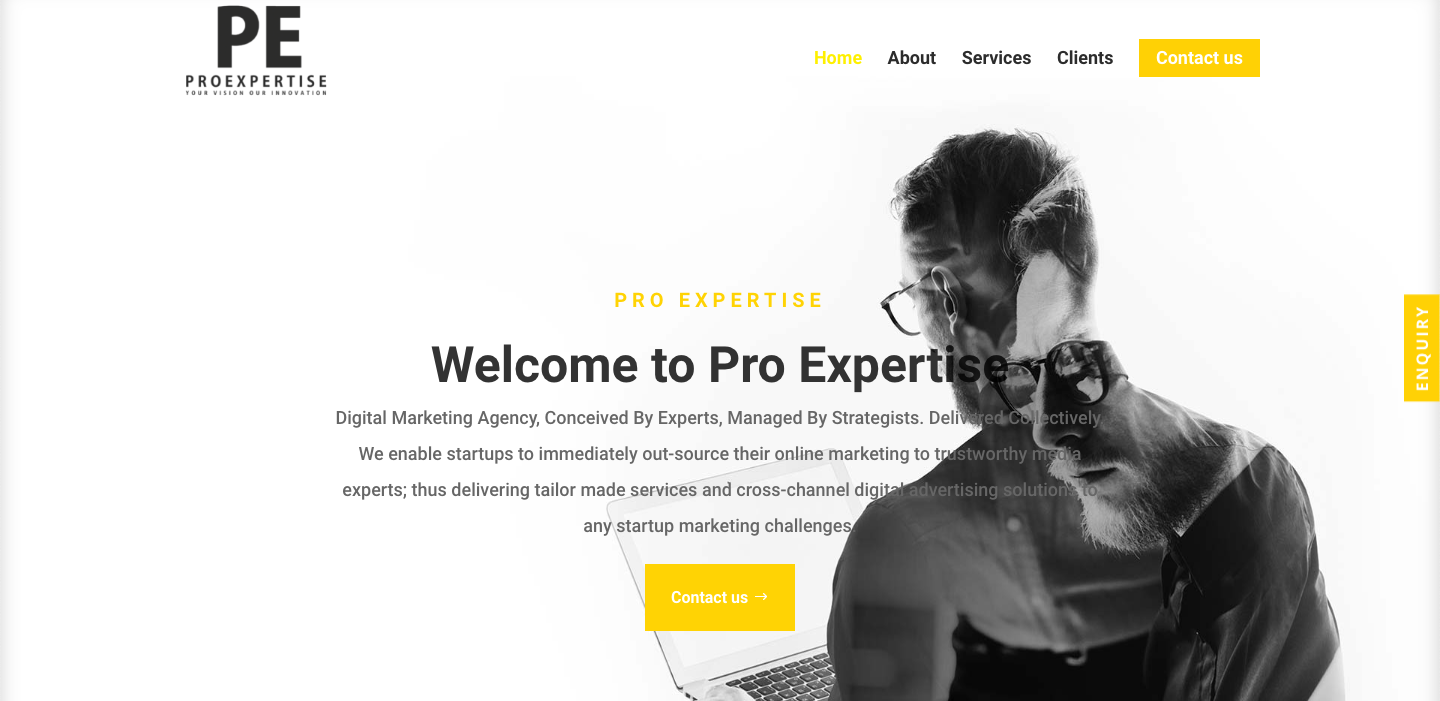 PE
PROEXPERTISE
YOUR VISION OUR INNOVATION
Home About Services Clients Contact us
PRO EXPERTISE
Welcome to Pro Expertise
Digital Marketing Agency, Conceived By Experts, Managed By Strategists. Delivered Collectively
We enable startups to immediately out-source their online marketing to trustworthy media
experts; thus delivering tailor made services and cross-channel digital advertising solutions to
any startup marketing challenges.
Contact us →
ENQUIRY